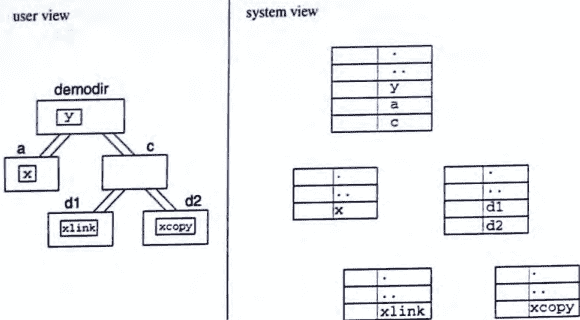 user view
demodir
y
a
c
x
d1
d2
xlink
xcopy
system view
.
..
y
a
c
.
..
x
.
..
d1
d2
.
..
xlink
.
..
xcopy